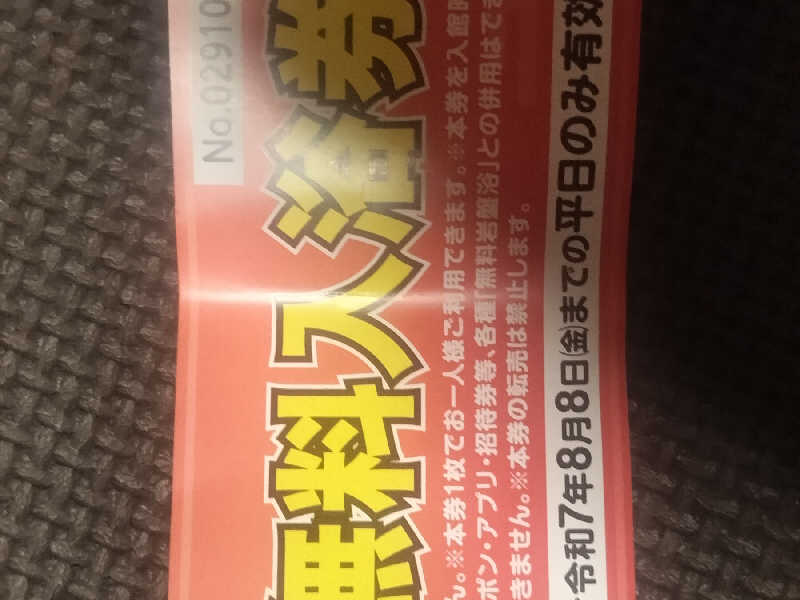 No.02910
無料入浴券
ん。※本券1枚でお一人様ご利用できます。※本券を入館時
ポン・アプリ・招待券等、各種「無料岩盤浴」との併用はでき
きません。※本券の転売は禁止します。
令和7年8月8日(金)までの平日のみ有効